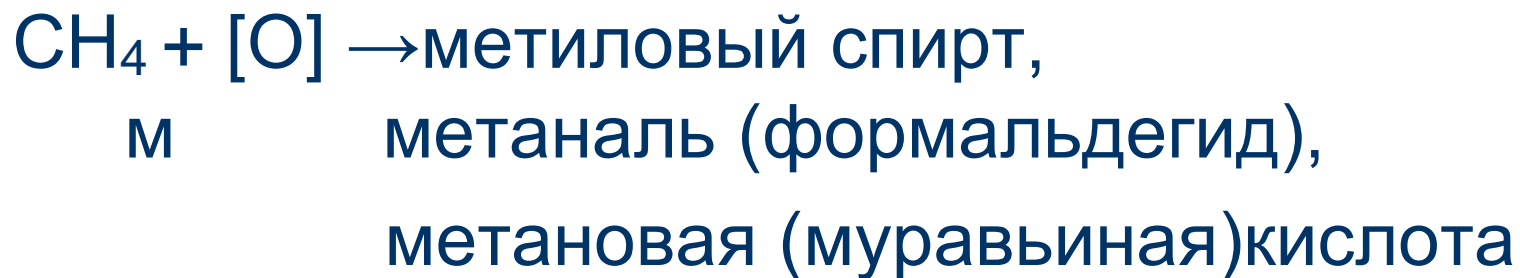 CH₄ + [O] →метиловый спирт,
м метаналь (формальдегид),
метановая (муравьиная)кислота